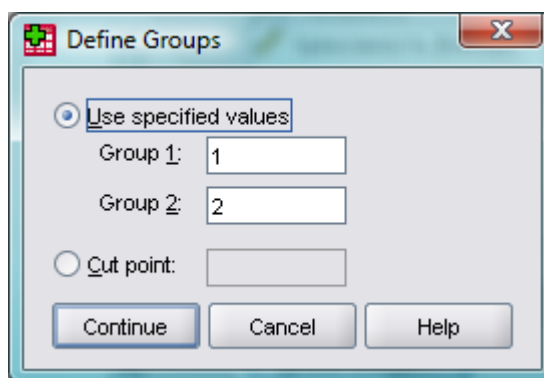 Define Groups
Use specified values
Group 1: 1
Group 2: 2
Cut point:
Continue Cancel Help